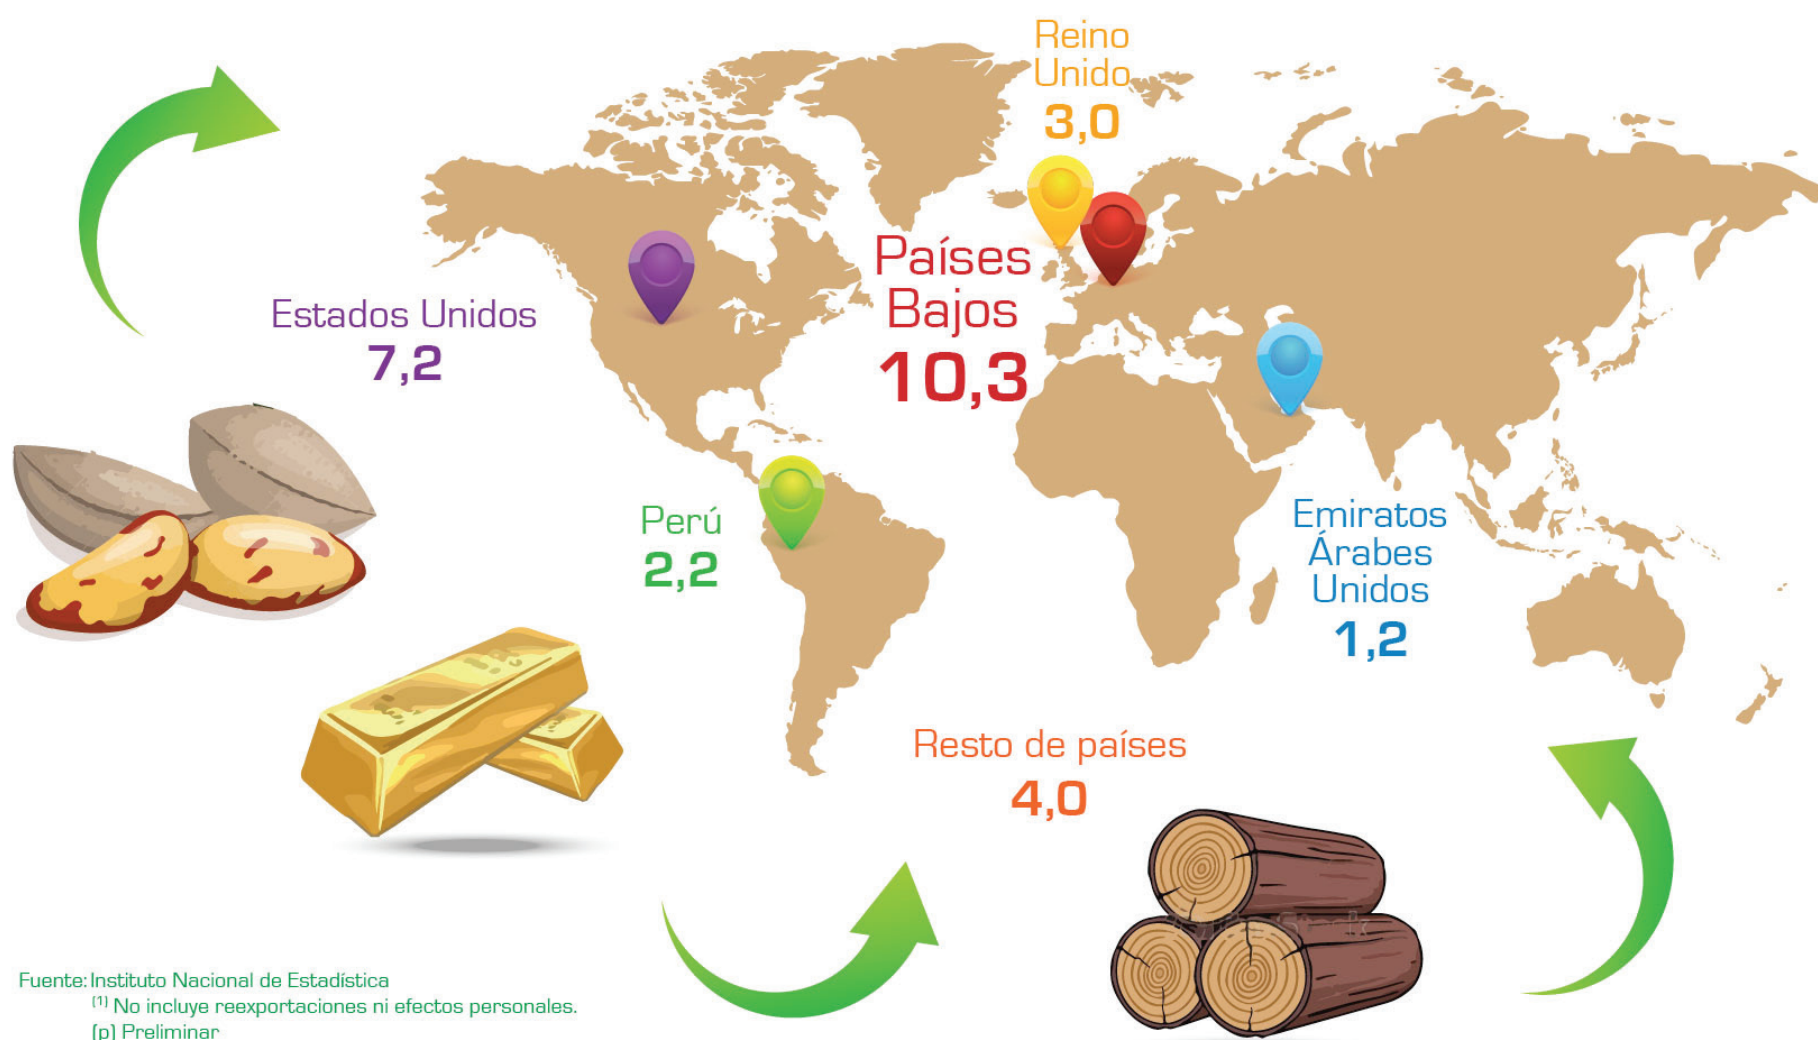 Reino
Unido
3,0
Países
Bajos
10,3
Estados Unidos
7,2
Perú
2,2
Emiratos
Árabes
Unidos
1,2
Resto de países
4,0
Fuente: Instituto Nacional de Estadística
(1) No incluye reexportaciones ni efectos personales.
(p) Preliminar